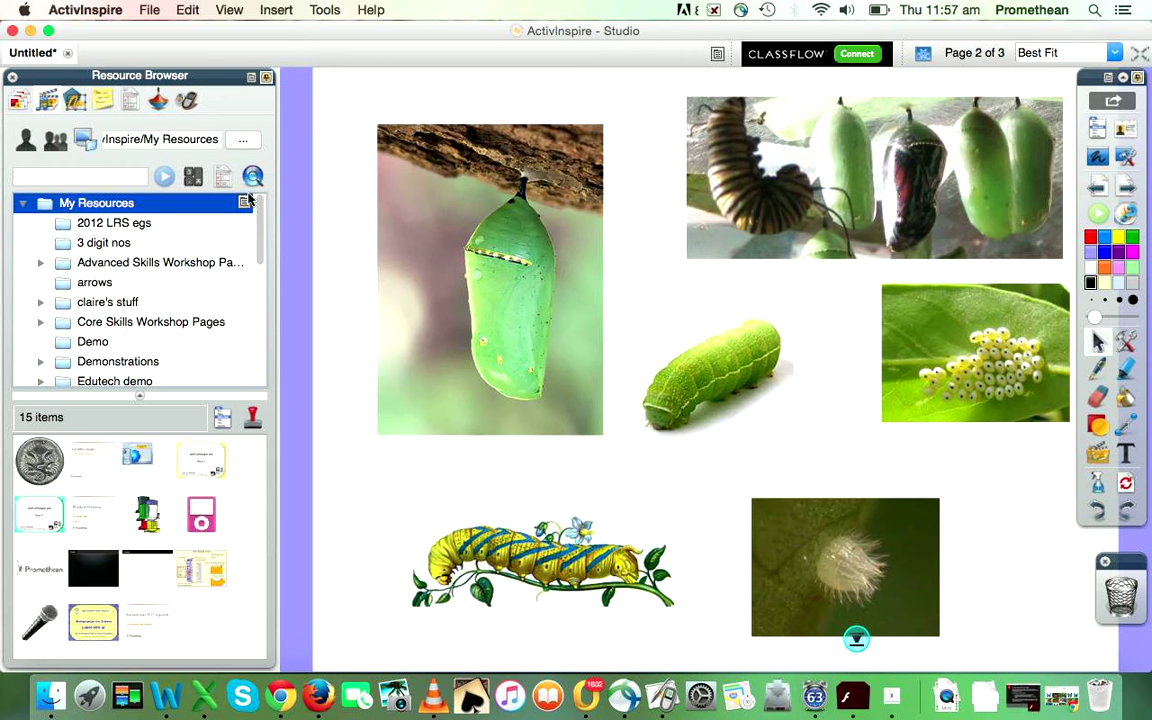 ActivInspire File Edit View Insert Tools Help
Thu 11:57 am Promethean
ActivInspire - Studio
Untitled*
CLASSFLOW Connect Page 2 of 3 Best Fit
Resource Browser
/Inspire/My Resources ...
My Resources
2012 LRS egs
3 digit nos
Advanced Skills Workshop Pa...
arrows
claire's stuff
Core Skills Workshop Pages
Demo
Demonstrations
Edutech demo
15 items
Promethean
T
1802
63